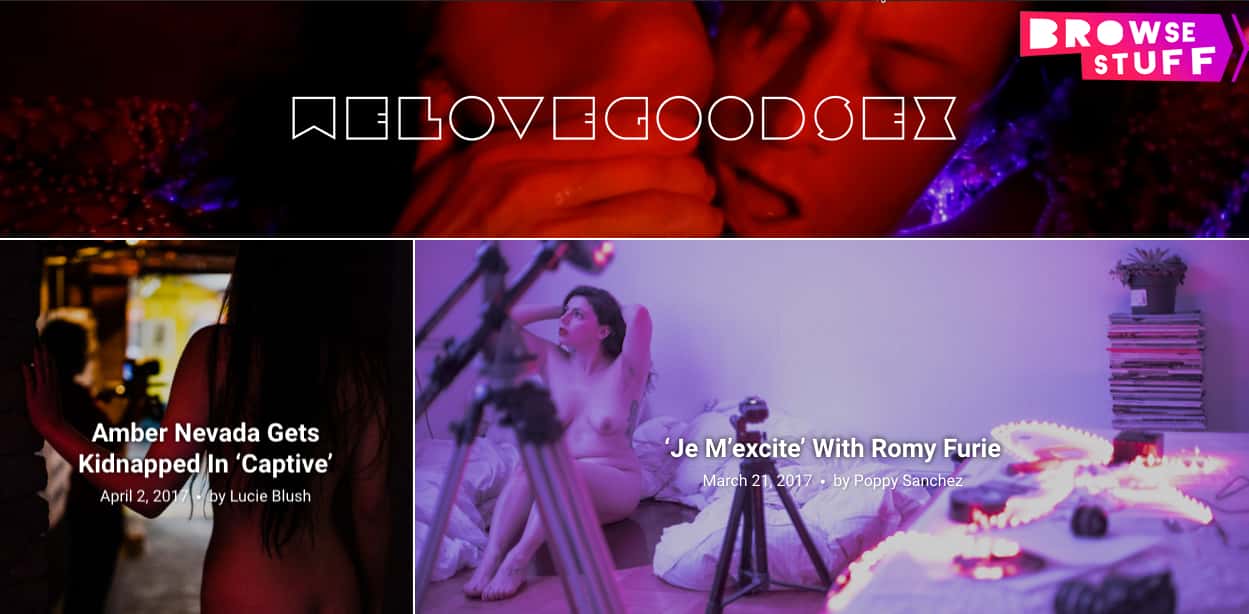 BROWSE
STUFF
WELOVEGOODSEX
Amber Nevada Gets
Kidnapped In ‘Captive’
April 2, 2017 • by Lucie Blush
‘Je M’excite’ With Romy Furie
March 21, 2017 • by Poppy Sanchez